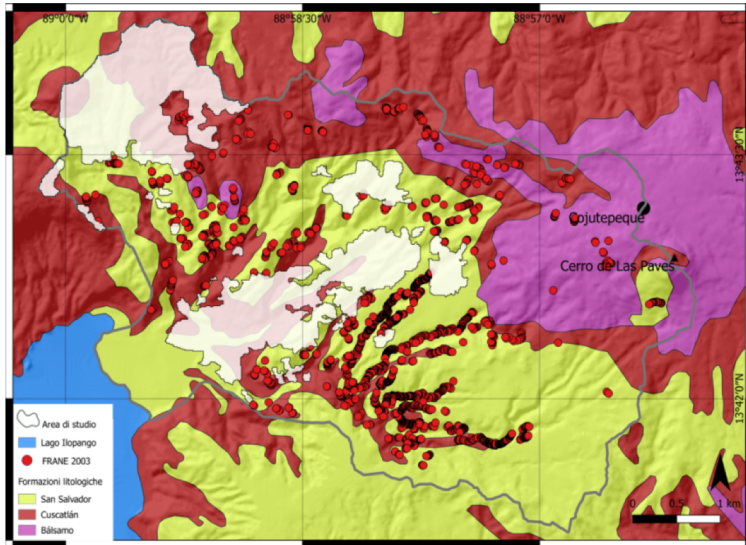 89°0'0"W
88°58'30"W
88°57'0"W
13°43'30"N
Cojutepeque
Cerro de Las Paves
13°42'0"N
Area di studio
Lago Ilopango
FRANE 2003
Formazioni litologiche
San Salvador
Cuscatlán
Bálsamo
0 0.5 1 km